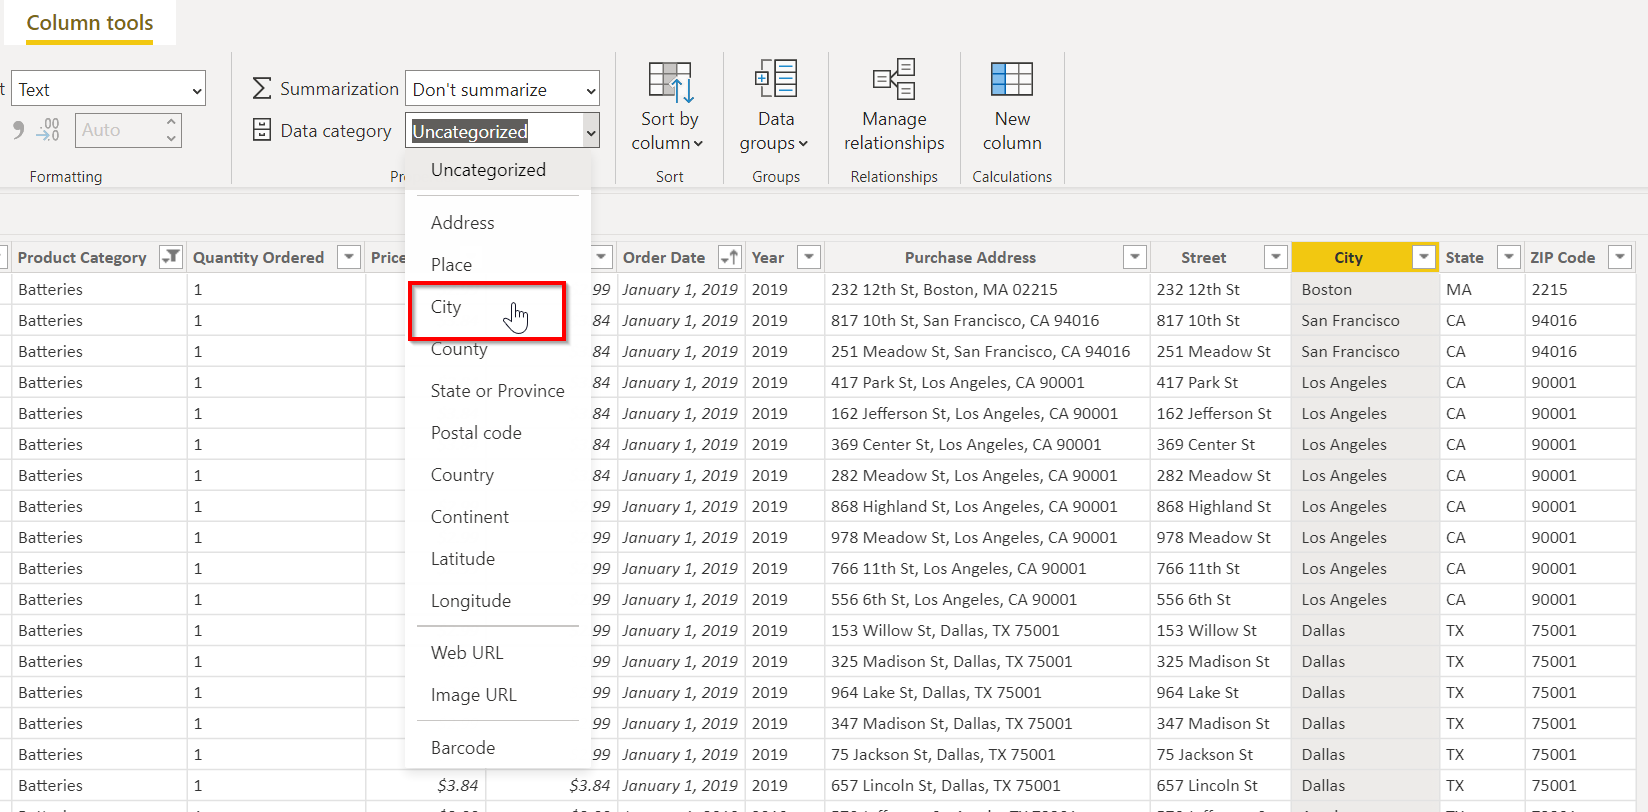 Column tools
t Text
Summarization Don't summarize
Sort by column
Data groups
Manage relationships
New column
.00 Auto
Data category Uncategorized
Formatting
Pr
Sort
Groups
Relationships
Calculations
Uncategorized
Address
Place
City
County
State or Province
Postal code
Country
Continent
Latitude
Longitude
Web URL
Image URL
Barcode
Product Category Quantity Ordered Price Order Date Year Purchase Address Street City State ZIP Code
Batteries 1 99 January 1, 2019 2019 232 12th St, Boston, MA 02215 232 12th St Boston MA 2215
Batteries 1 84 January 1, 2019 2019 817 10th St, San Francisco, CA 94016 817 10th St San Francisco CA 94016
Batteries 1 84 January 1, 2019 2019 251 Meadow St, San Francisco, CA 94016 251 Meadow St San Francisco CA 94016
Batteries 1 84 January 1, 2019 2019 417 Park St, Los Angeles, CA 90001 417 Park St Los Angeles CA 90001
Batteries 1 84 January 1, 2019 2019 162 Jefferson St, Los Angeles, CA 90001 162 Jefferson St Los Angeles CA 90001
Batteries 1 84 January 1, 2019 2019 369 Center St, Los Angeles, CA 90001 369 Center St Los Angeles CA 90001
Batteries 1 84 January 1, 2019 2019 282 Meadow St, Los Angeles, CA 90001 282 Meadow St Los Angeles CA 90001
Batteries 1 99 January 1, 2019 2019 868 Highland St, Los Angeles, CA 90001 868 Highland St Los Angeles CA 90001
Batteries 1 99 January 1, 2019 2019 978 Meadow St, Los Angeles, CA 90001 978 Meadow St Los Angeles CA 90001
Batteries 1 99 January 1, 2019 2019 766 11th St, Los Angeles, CA 90001 766 11th St Los Angeles CA 90001
Batteries 1 99 January 1, 2019 2019 556 6th St, Los Angeles, CA 90001 556 6th St Los Angeles CA 90001
Batteries 1 99 January 1, 2019 2019 153 Willow St, Dallas, TX 75001 153 Willow St Dallas TX 75001
Batteries 1 99 January 1, 2019 2019 325 Madison St, Dallas, TX 75001 325 Madison St Dallas TX 75001
Batteries 1 99 January 1, 2019 2019 964 Lake St, Dallas, TX 75001 964 Lake St Dallas TX 75001
Batteries 1 99 January 1, 2019 2019 347 Madison St, Dallas, TX 75001 347 Madison St Dallas TX 75001
Batteries 1 99 January 1, 2019 2019 75 Jackson St, Dallas, TX 75001 75 Jackson St Dallas TX 75001
Batteries 1 $3.84 $3.84 January 1, 2019 2019 657 Lincoln St, Dallas, TX 75001 657 Lincoln St Dallas TX 75001